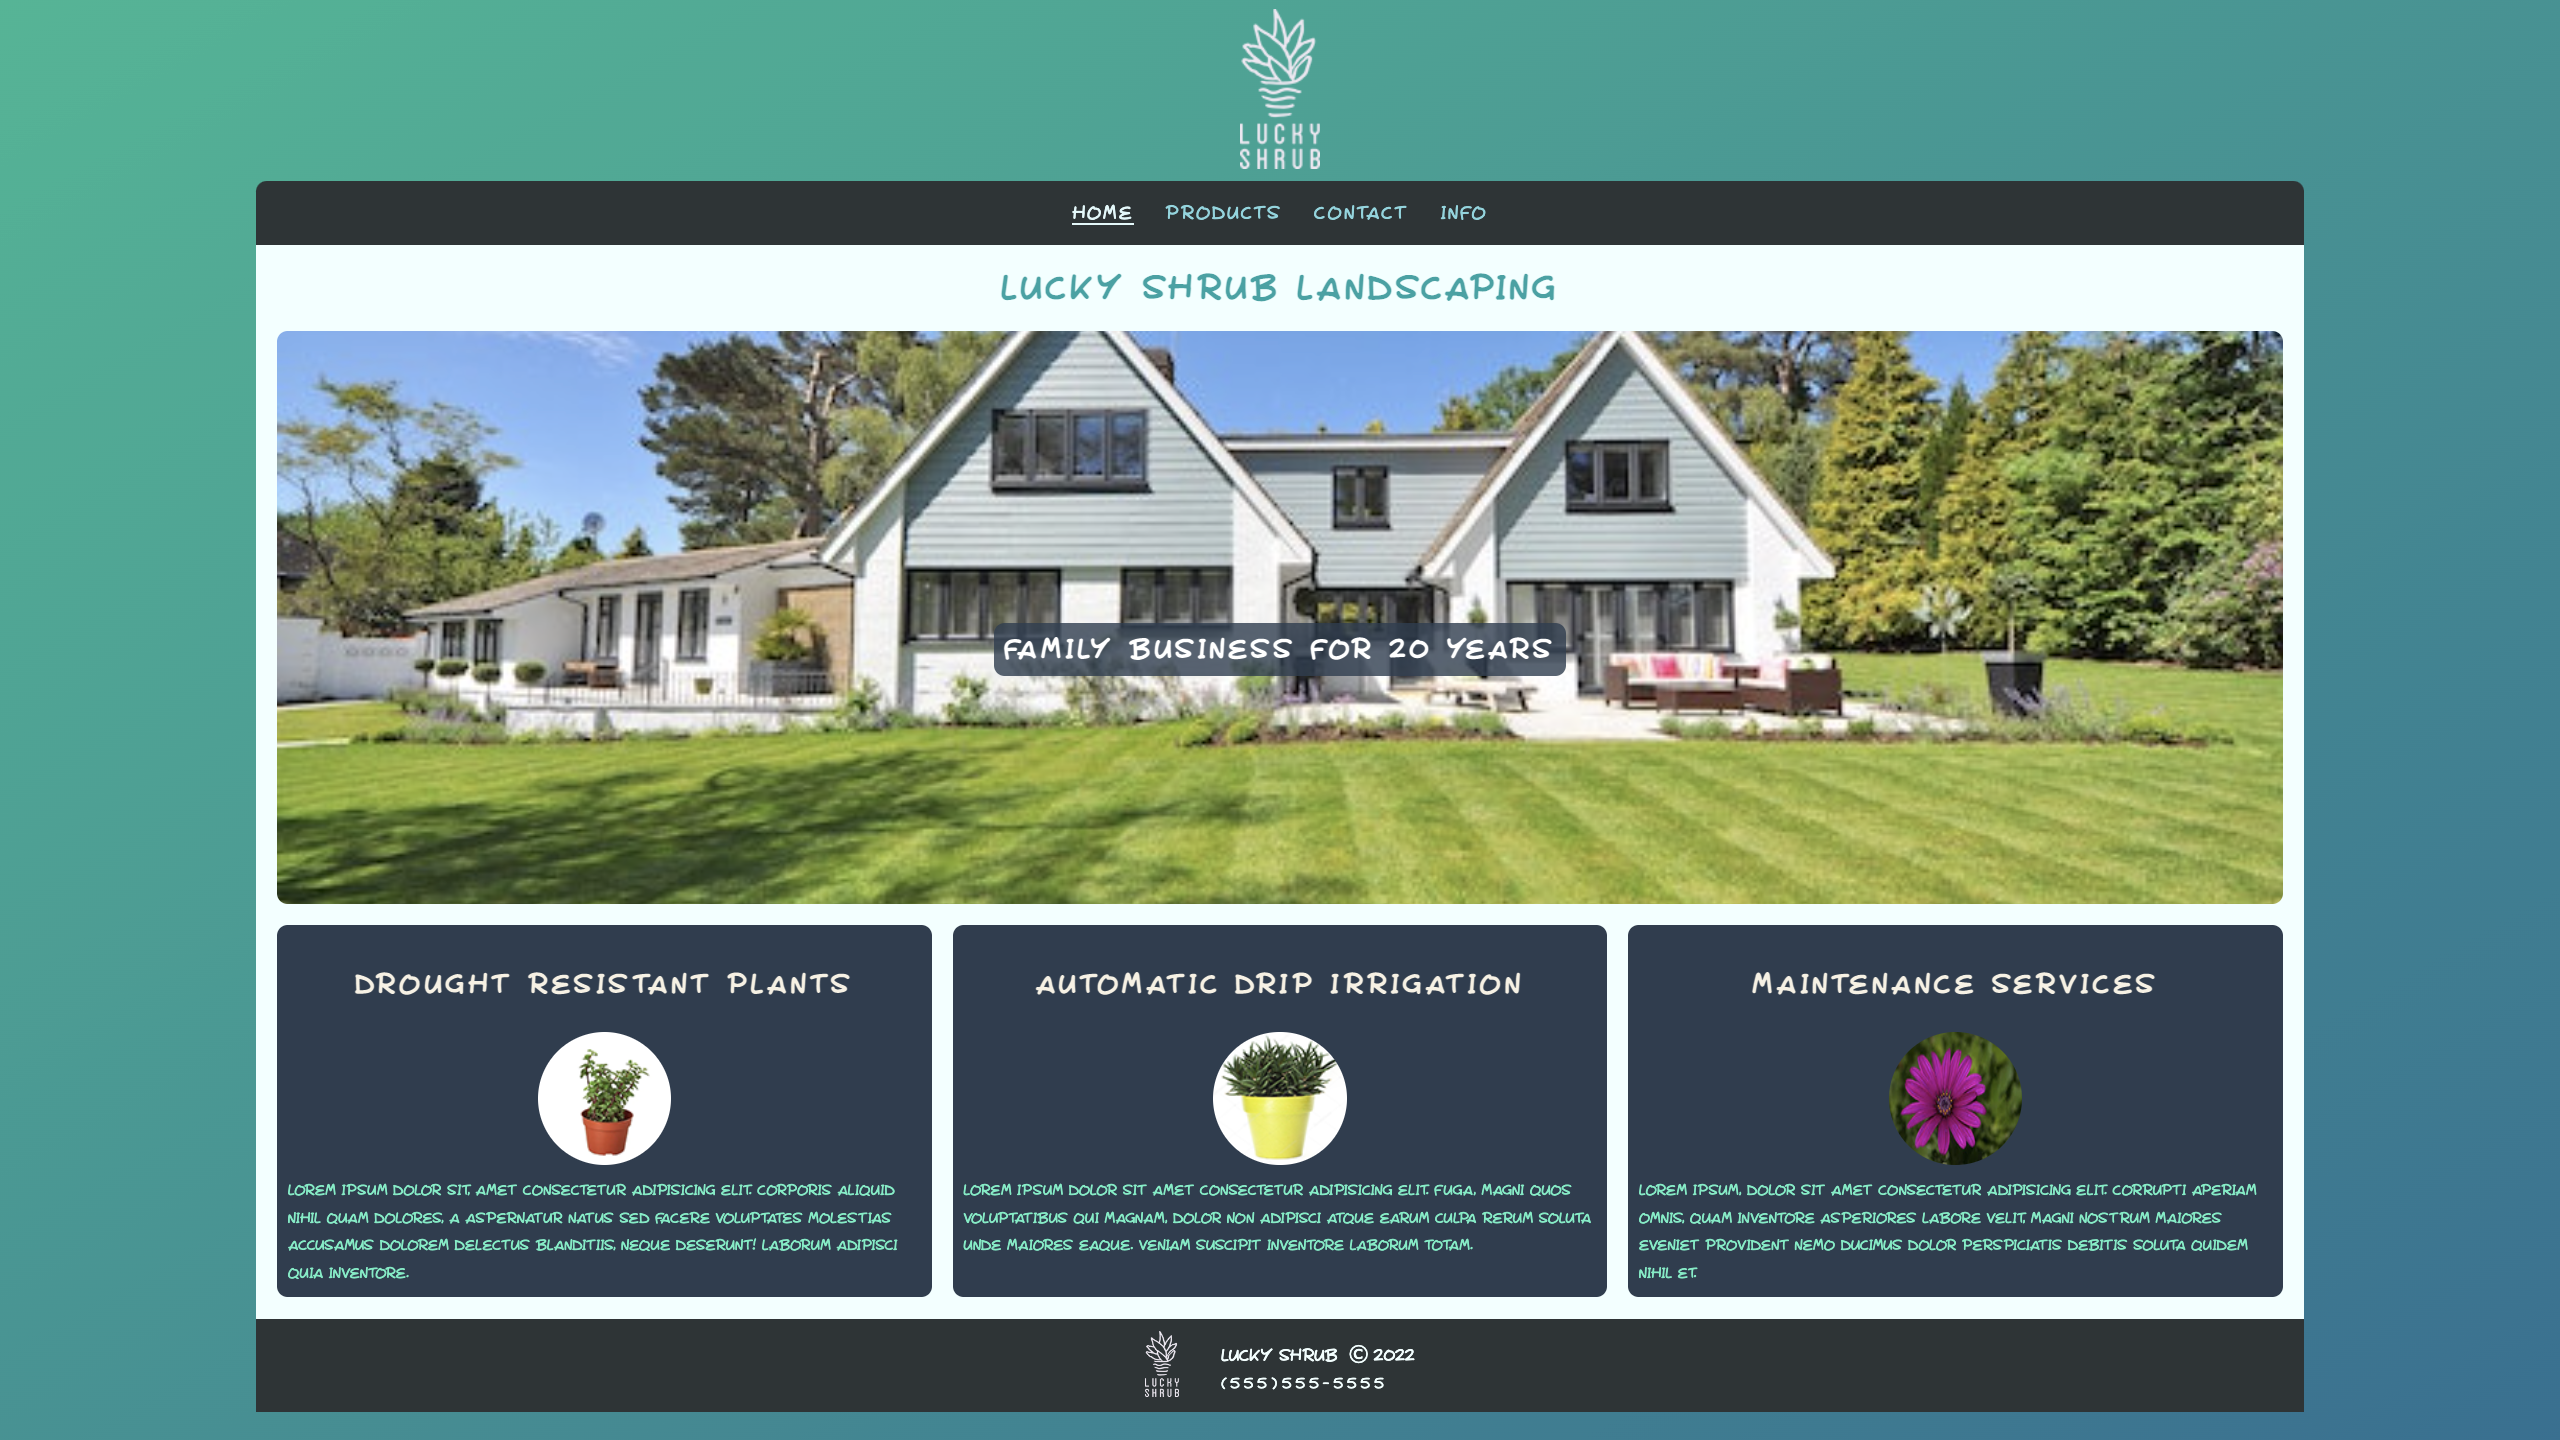 LUCKY
SHRUB
HOME PRODUCTS CONTACT INFO
LUCKY SHRUB LANDSCAPING
FAMILY BUSINESS FOR 20 YEARS
DROUGHT RESISTANT PLANTS
LOREM IPSUM DOLOR SIT, AMET CONSECTETUR ADIPISICING ELIT. CORPORIS ALIQUID
NIHIL QUAM DOLORES, A ASPERNATUR NATUS SED FACERE VOLUPTATES MOLESTIAS
ACCUSAMUS DOLOREM DELECTUS BLANDITIIS, NEQUE DESERUNT! LABORUM ADIPISCI
QUIA INVENTORE.
AUTOMATIC DRIP IRRIGATION
LOREM IPSUM DOLOR SIT AMET CONSECTETUR ADIPISICING ELIT. FUGA, MAGNI QUOS
VOLUPTATIBUS QUI MAGNAM, DOLOR NON ADIPISCI ATQUE EARUM CULPA RERUM SOLUTA
UNDE MAIORES EAQUE. VENIAM SUSCIPIT INVENTORE LABORUM TOTAM.
MAINTENANCE SERVICES
LOREM IPSUM, DOLOR SIT AMET CONSECTETUR ADIPISICING ELIT. CORRUPTI APERIAM
OMNIS, QUAM INVENTORE ASPERIORES LABORE VELIT, MAGNI NOSTRUM MAIORES
EVENIET PROVIDENT NEMO DUCIMUS DOLOR PERSPICIATIS DEBITIS SOLUTA QUIDEM
NIHIL ET.
LUCKY
SHRUB
LUCKY SHRUB © 2022
(555)555-5555